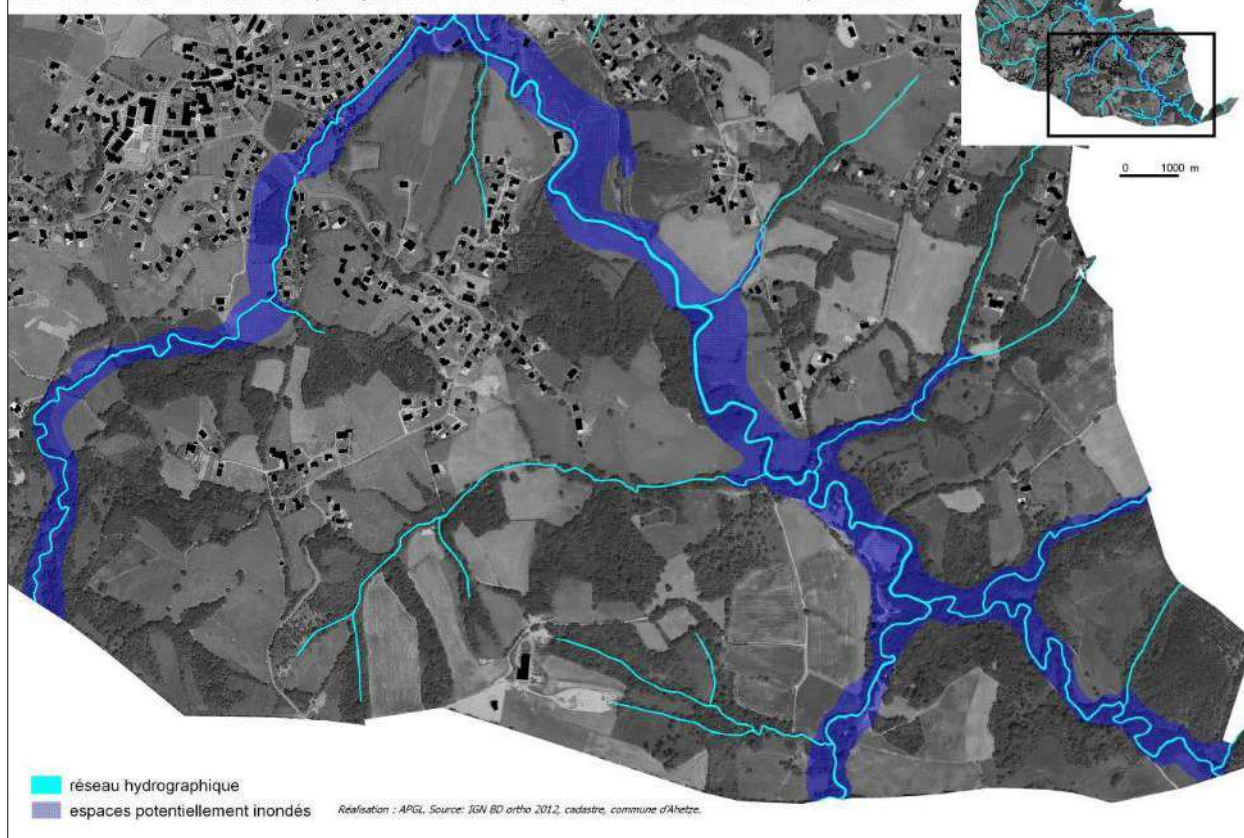 0 1000 m
réseau hydrographique
espaces potentiellement inondés
Réalisation : APGL. Source: IGN BD ortho 2012, cadastre, commune d'Ahetze.